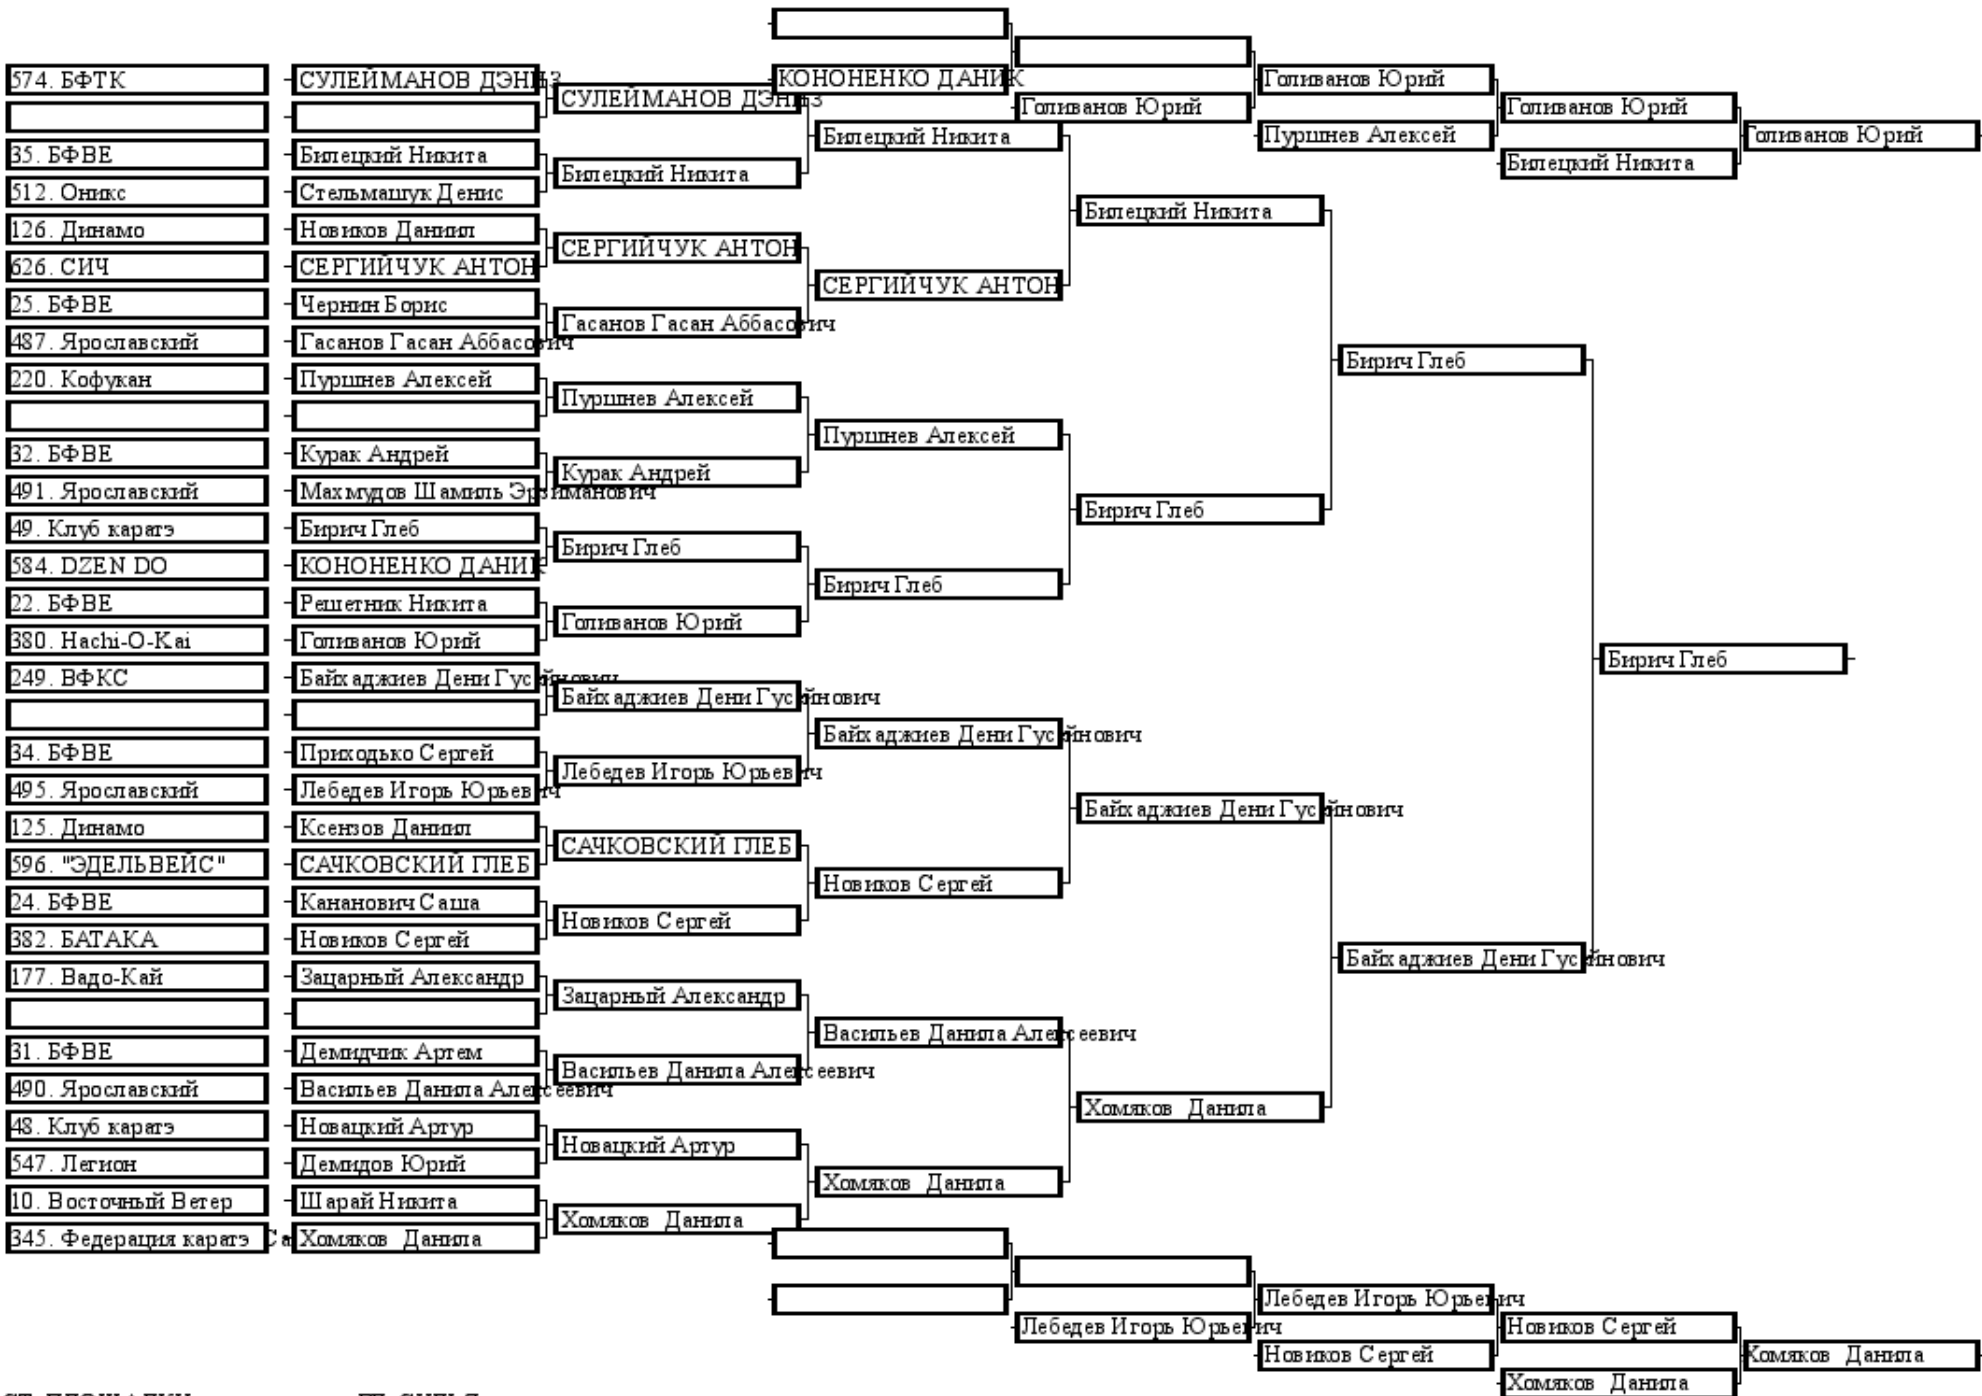 КОНОНЕНКО ДАНИК
Голиванов Юрий
Голиванов Юрий
Пуршнев Алексей
Голиванов Юрий
Билецкий Никита
Голиванов Юрий
574. БФТК СУЛЕЙМАНОВ ДЭНИЗ
35. БФВЕ Билецкий Никита
512. Оникс Стельмашук Денис
126. Динамо Новиков Даниил
626. СИЧ СЕРГИЙЧУК АНТОН
25. БФВЕ Чернин Борис
487. Ярославский Гасанов Гасан Аббасович
220. Кофукан Пуршнев Алексей
32. БФВЕ Курак Андрей
491. Ярославский Махмудов Шамиль Эрзиманович
49. Клуб каратэ Бирич Глеб
584. DZEN DO КОНОНЕНКО ДАНИК
22. БФВЕ Решетник Никита
380. Hachi-O-Kai Голиванов Юрий
249. ВФКС Байхаджиев Дени Гусейнович
34. БФВЕ Приходько Сергей
495. Ярославский Лебедев Игорь Юрьевич
125. Динамо Ксензов Даниил
596. "ЭДЕЛЬВЕЙС" САЧКОВСКИЙ ГЛЕБ
24. БФВЕ Кананович Саша
382. БАТАКА Новиков Сергей
177. Вадо-Кай Зацарный Александр
31. БФВЕ Демидчик Артем
490. Ярославский Васильев Данила Алексеевич
48. Клуб каратэ Новацкий Артур
547. Легион Демидов Юрий
10. Восточный Ветер Шарай Никита
345. Федерация каратэ Са Хомяков Данила
СУЛЕЙМАНОВ ДЭНИЗ
Билецкий Никита
СЕРГИЙЧУК АНТОН
Гасанов Гасан Аббасович
Пуршнев Алексей
Курак Андрей
Бирич Глеб
Голиванов Юрий
Байхаджиев Дени Гусейнович
Лебедев Игорь Юрьевич
САЧКОВСКИЙ ГЛЕБ
Новиков Сергей
Зацарный Александр
Васильев Данила Алексеевич
Новацкий Артур
Хомяков Данила
Билецкий Никита
СЕРГИЙЧУК АНТОН
Пуршнев Алексей
Бирич Глеб
Байхаджиев Дени Гусейнович
Новиков Сергей
Васильев Данила Алексеевич
Хомяков Данила
Билецкий Никита
Бирич Глеб
Байхаджиев Дени Гусейнович
Хомяков Данила
Бирич Глеб
Байхаджиев Дени Гусейнович
Бирич Глеб
Лебедев Игорь Юрьевич
Лебедев Игорь Юрьевич
Новиков Сергей
Новиков Сергей
Хомяков Данила
Хомяков Данила